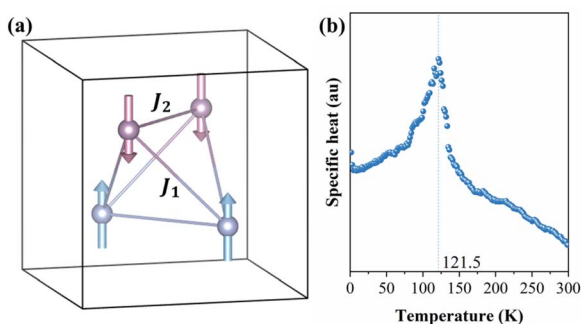 (a)
J₂
J₁
(b)
Specific heat (au)
121.5
0 50 100 150 200 250 300
Temperature (K)